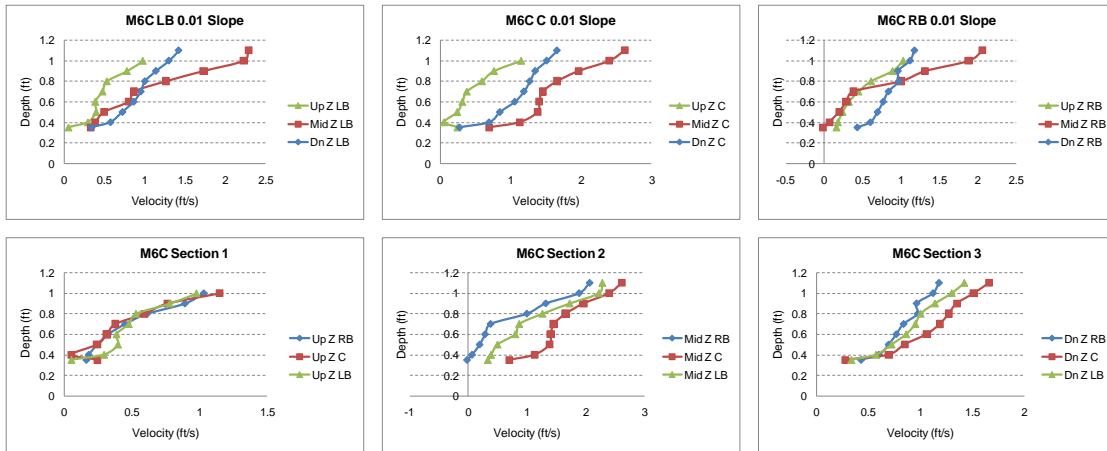 M6C LB 0.01 Slope
Depth (ft)
1.2
1
0.8
0.6
0.4
0.2
0
0 0.5 1 1.5 2 2.5
Velocity (ft/s)
Up Z LB
Mid Z LB
Dn Z LB
M6C C 0.01 Slope
Depth (ft)
1.2
1
0.8
0.6
0.4
0.2
0
0 1 2 3
Velocity (ft/s)
Up Z C
Mid Z C
Dn Z C
M6C RB 0.01 Slope
Depth (ft)
1.2
1
0.8
0.6
0.4
0.2
0
-0.5 0 0.5 1 1.5 2 2.5
Velocity (ft/s)
Up Z RB
Mid Z RB
Dn Z RB
M6C Section 1
Depth (ft)
1.2
1
0.8
0.6
0.4
0.2
0
0 0.5 1 1.5
Velocity (ft/s)
Up Z RB
Up Z C
Up Z LB
M6C Section 2
Depth (ft)
1.2
1
0.8
0.6
0.4
0.2
0
-1 0 1 2 3
Velocity (ft/s)
Mid Z RB
Mid Z C
Mid Z LB
M6C Section 3
Depth (ft)
1.2
1
0.8
0.6
0.4
0.2
0
0 0.5 1 1.5 2
Velocity (ft/s)
Dn Z RB
Dn Z C
Dn Z LB